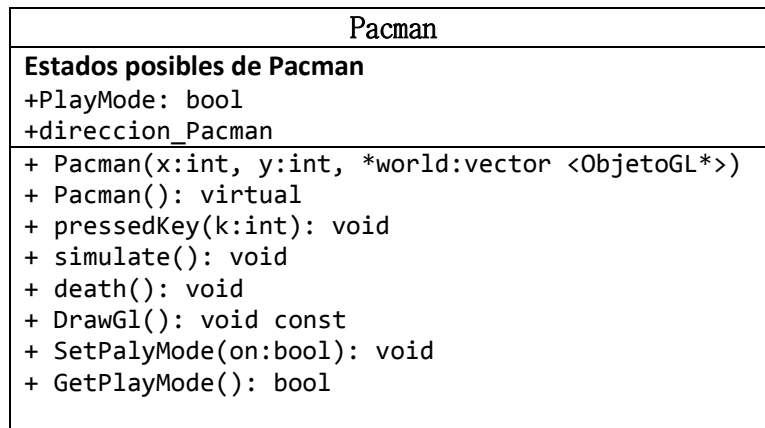 Pacman
Estados posibles de Pacman
+PlayMode: bool
+direccion_Pacman
+ Pacman(x:int, y:int, *world:vector <ObjetoGL*>)
+ Pacman(): virtual
+ pressedKey(k:int): void
+ simulate(): void
+ death(): void
+ DrawGl(): void const
+ SetPalyMode(on:bool): void
+ GetPlayMode(): bool